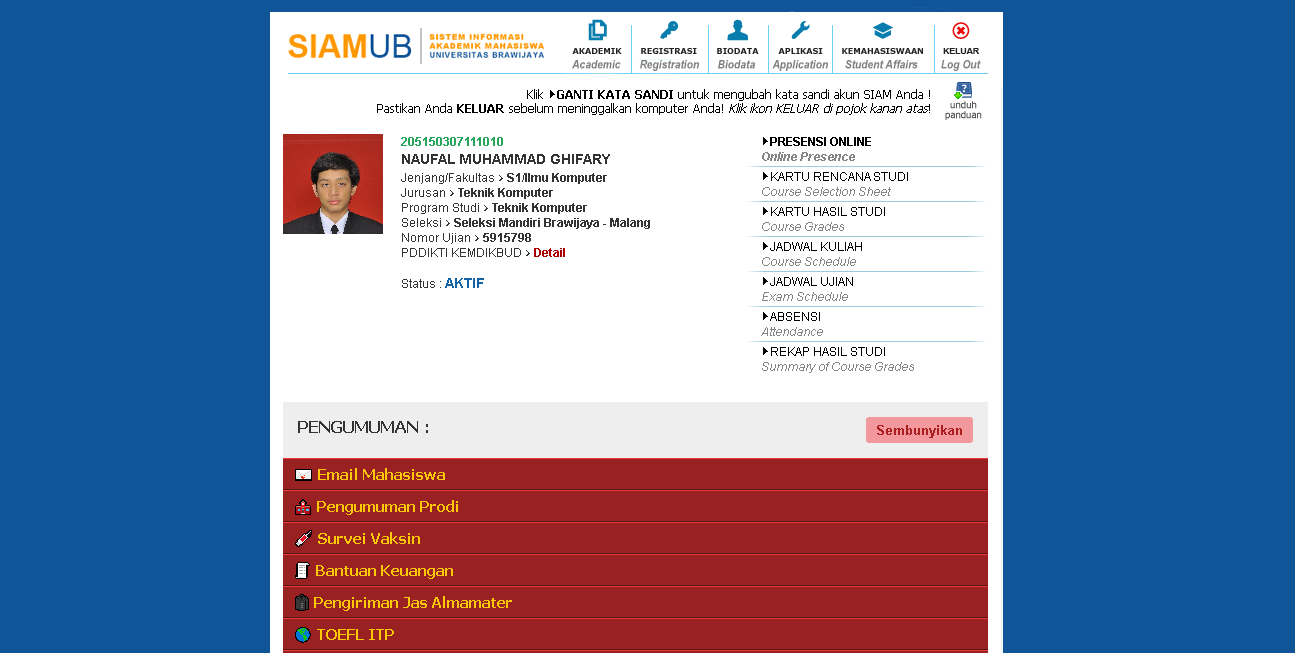 SIAMUB
SISTEM INFORMASI
AKADEMIK MAHASISWA
UNIVERSITAS BRAWIJAYA
AKADEMIK
Academic
REGISTRASI
Registration
BIODATA
Biodata
APLIKASI
Application
KEMAHASISWAAN
Student Affairs
KELUAR
Log Out
Klik GANTI KATA SANDI untuk mengubah kata sandi akun SIAM Anda !
Pastikan Anda KELUAR sebelum meninggalkan komputer Anda! Klik ikon KELUAR di pojok kanan atas!
unduh
panduan
205150307111010
NAUFAL MUHAMMAD GHIFARY
Jenjang/Fakultas › S1/Ilmu Komputer
Jurusan › Teknik Komputer
Program Studi › Teknik Komputer
Seleksi › Seleksi Mandiri Brawijaya - Malang
Nomor Ujian › 5915798
PDDIKTI KEMDIKBUD › Detail
Status : AKTIF
PRESENSI ONLINE
Online Presence
KARTU RENCANA STUDI
Course Selection Sheet
KARTU HASIL STUDI
Course Grades
JADWAL KULIAH
Course Schedule
JADWAL UJIAN
Exam Schedule
ABSENSI
Attendance
REKAP HASIL STUDI
Summary of Course Grades
PENGUMUMAN :
Sembunyikan
Email Mahasiswa
Pengumuman Prodi
Survei Vaksin
Bantuan Keuangan
Pengiriman Jas Almamater
TOEFL ITP